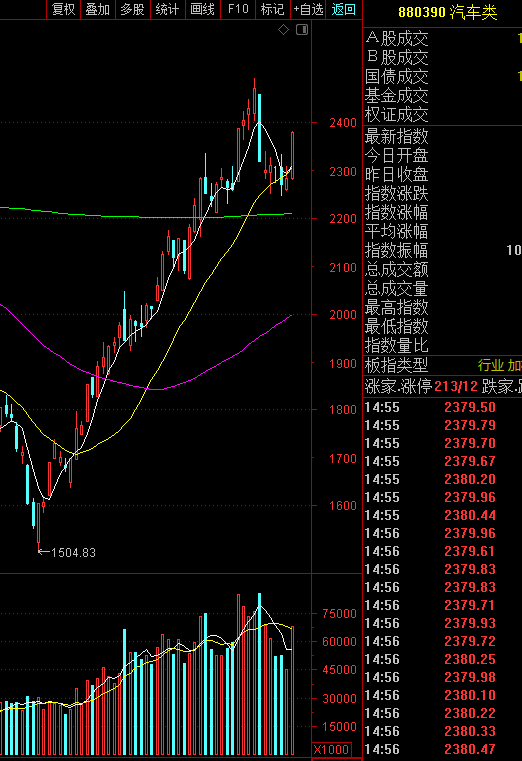 复权 叠加 多股 统计 画线 F10 标记 +自选 返回
880390 汽车类
2400
2300
2200
2100
2000
1900
1800
1700
1600
←1504.83
75000
60000
45000
30000
15000
X1000
A股成交 1
B股成交
国债成交 1
基金成交
权证成交
最新指数
今日开盘
昨日收盘
指数涨跌
指数涨幅
平均涨幅
指数振幅 10
总成交额
总成交量
最高指数
最低指数
指数量比
板指类型 行业 加
涨家.涨停 213/12 跌家.
14:55 2379.50
14:55 2379.79
14:55 2379.70
14:55 2379.67
14:55 2380.20
14:55 2379.96
14:55 2380.44
14:56 2379.96
14:56 2379.61
14:56 2379.83
14:56 2379.83
14:56 2379.71
14:56 2379.93
14:56 2379.72
14:56 2380.25
14:56 2379.98
14:56 2380.10
14:56 2380.22
14:56 2380.33
14:56 2380.47